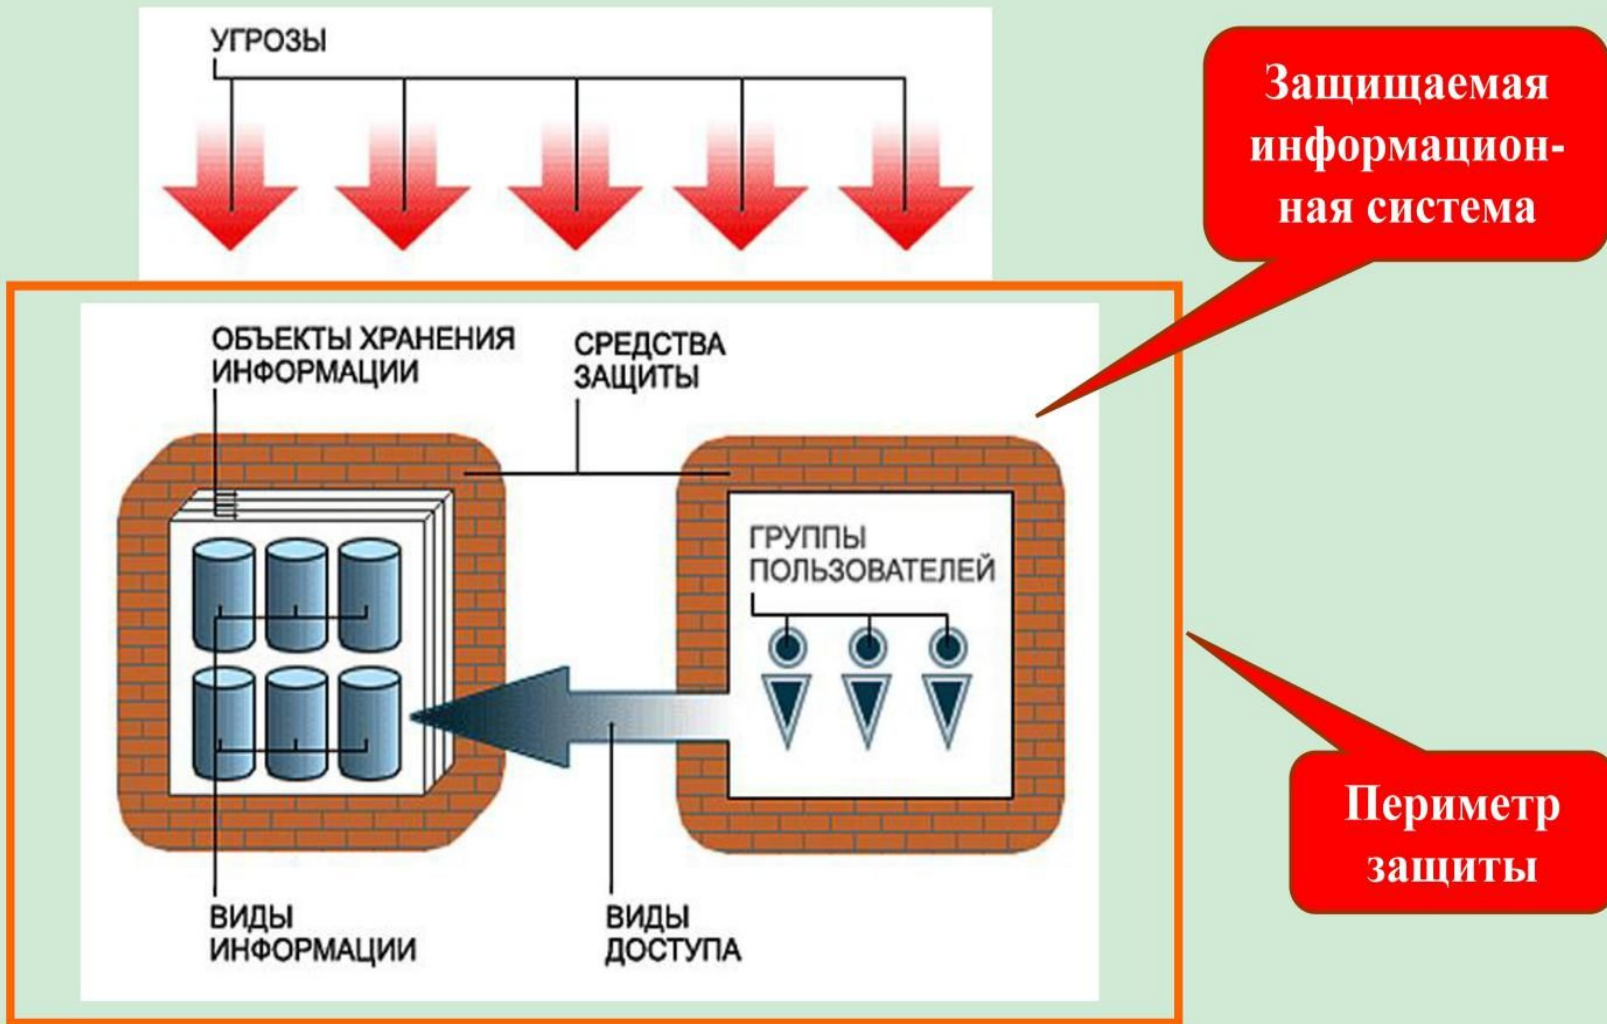 УГРОЗЫ
Защищаемая
информацион-
ная система
ОБЪЕКТЫ ХРАНЕНИЯ
ИНФОРМАЦИИ
СРЕДСТВА
ЗАЩИТЫ
ГРУППЫ
ПОЛЬЗОВАТЕЛЕЙ
Периметр
защиты
ВИДЫ
ИНФОРМАЦИИ
ВИДЫ
ДОСТУПА